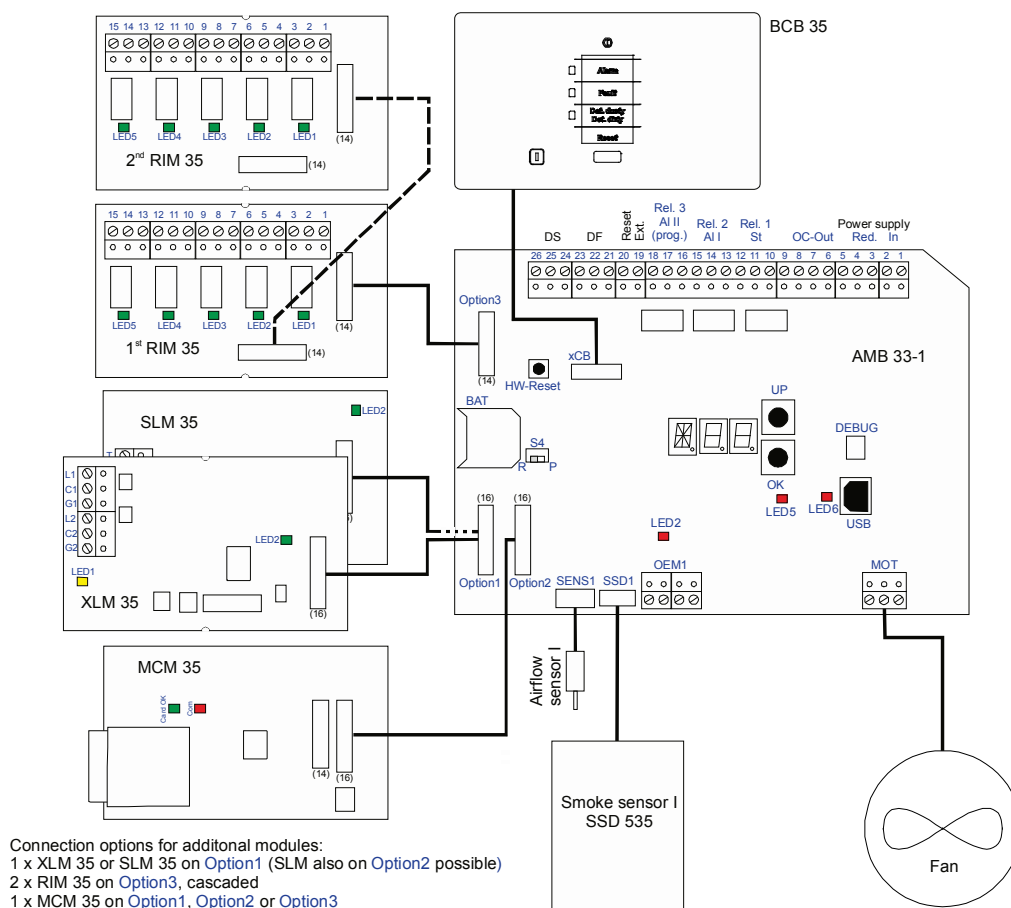 15 14 13 12 11 10 9 8 7 6 5 4 3 2 1
LED5 LED4 LED3 LED2 LED1
(14)
2nd RIM 35
(14)
15 14 13 12 11 10 9 8 7 6 5 4 3 2 1
LED5 LED4 LED3 LED2 LED1
(14)
1st RIM 35
(14)
BCB 35
Alarm
Fault
Det. dusty
Det. dirty
Reset
DS DF Reset Ext. Rel. 3 Al II (prog.) Rel. 2 Al I Rel. 1 St OC-Out Power supply Red. In
26 25 24 23 22 21 20 19 18 17 16 15 14 13 12 11 10 9 8 7 6 5 4 3 2 1
Option3
(14)
xCB
HW-Reset
AMB 33-1
BAT
S4
R P
UP
OK
DEBUG
LED5
LED6
USB
LED2
(16) (16)
Option1 Option2
SENS1 SSD1
OEM1
MOT
SLM 35
LED2
T
L1
C1
G1
L2
C2
G2
LED1
LED2
XLM 35
(16)
MCM 35
Card OK
Com
(14) (16)
Airflow
sensor I
Smoke sensor I
SSD 535
Fan
Connection options for additonal modules:
1 x XLM 35 or SLM 35 on Option1 (SLM also on Option2 possible)
2 x RIM 35 on Option3, cascaded
1 x MCM 35 on Option1, Option2 or Option3